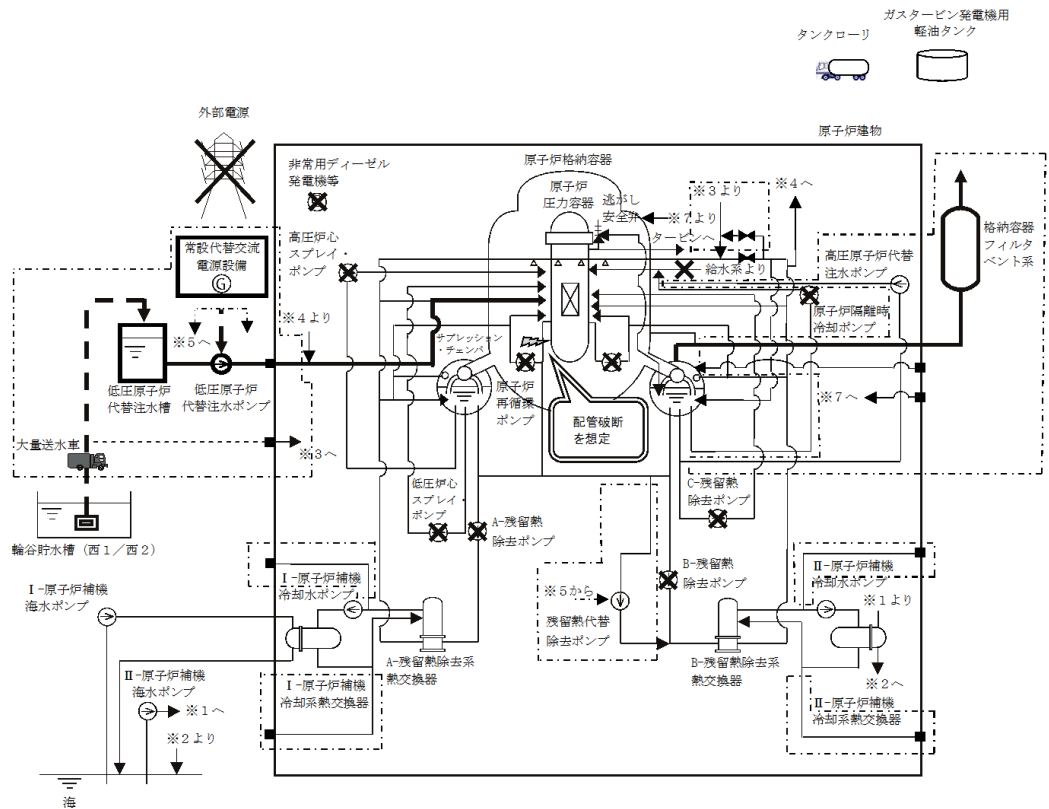 ガスタービン発電機用
軽油タンク
タンクローリ
外部電源
原子炉建物
非常用ディーゼル
発電機等
原子炉格納容器
原子炉
圧力容器
逃がし
安全弁
※7より
※3より
※4へ
タービンへ
給水系より
格納容器
フィルタ
ベント系
高圧炉心
スプレイ・
ポンプ
高圧原子炉代替
注水ポンプ
常設代替交流
電源設備
G
原子炉隔離時
冷却ポンプ
※4より
※5へ
サプレッション
・チェンバ
低圧原子炉
代替注水槽
低圧原子炉
代替注水ポンプ
原子炉
再循環
ポンプ
配管破断
を想定
※7へ
大量送水車
※3へ
低圧炉心
スプレイ・
ポンプ
C-残留熱
除去ポンプ
A-残留熱
除去ポンプ
輪谷貯水槽(西1/西2)
Ⅰ-原子炉補機
冷却水ポンプ
B-残留熱
除去ポンプ
Ⅱ-原子炉補機
冷却水ポンプ
Ⅰ-原子炉補機
海水ポンプ
※5から
※1より
残留熱代替
除去ポンプ
A-残留熱除去系
熱交換器
B-残留熱除去系
熱交換器
Ⅱ-原子炉補機
海水ポンプ
Ⅰ-原子炉補機
冷却系熱交換器
※2へ
Ⅱ-原子炉補機
冷却系熱交換器
※1へ
※2より
海